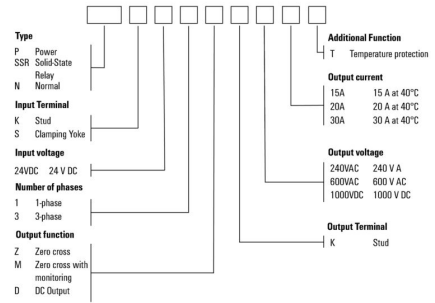 Type
P Power
SSR Solid-State
Relay
N Normal
Input Terminal
K Stud
S Clamping Yoke
Input voltage
24VDC 24 V DC
Number of phases
1 1-phase
3 3-phase
Output function
Z Zero cross
M Zero cross with
monitoring
D DC Output
Additional Function
T Temperature protection
Output current
15A 15 A at 40°C
20A 20 A at 40°C
30A 30 A at 40°C
Output voltage
240VAC 240 V A
600VAC 600 V AC
1000VDC 1000 V DC
Output Terminal
K Stud